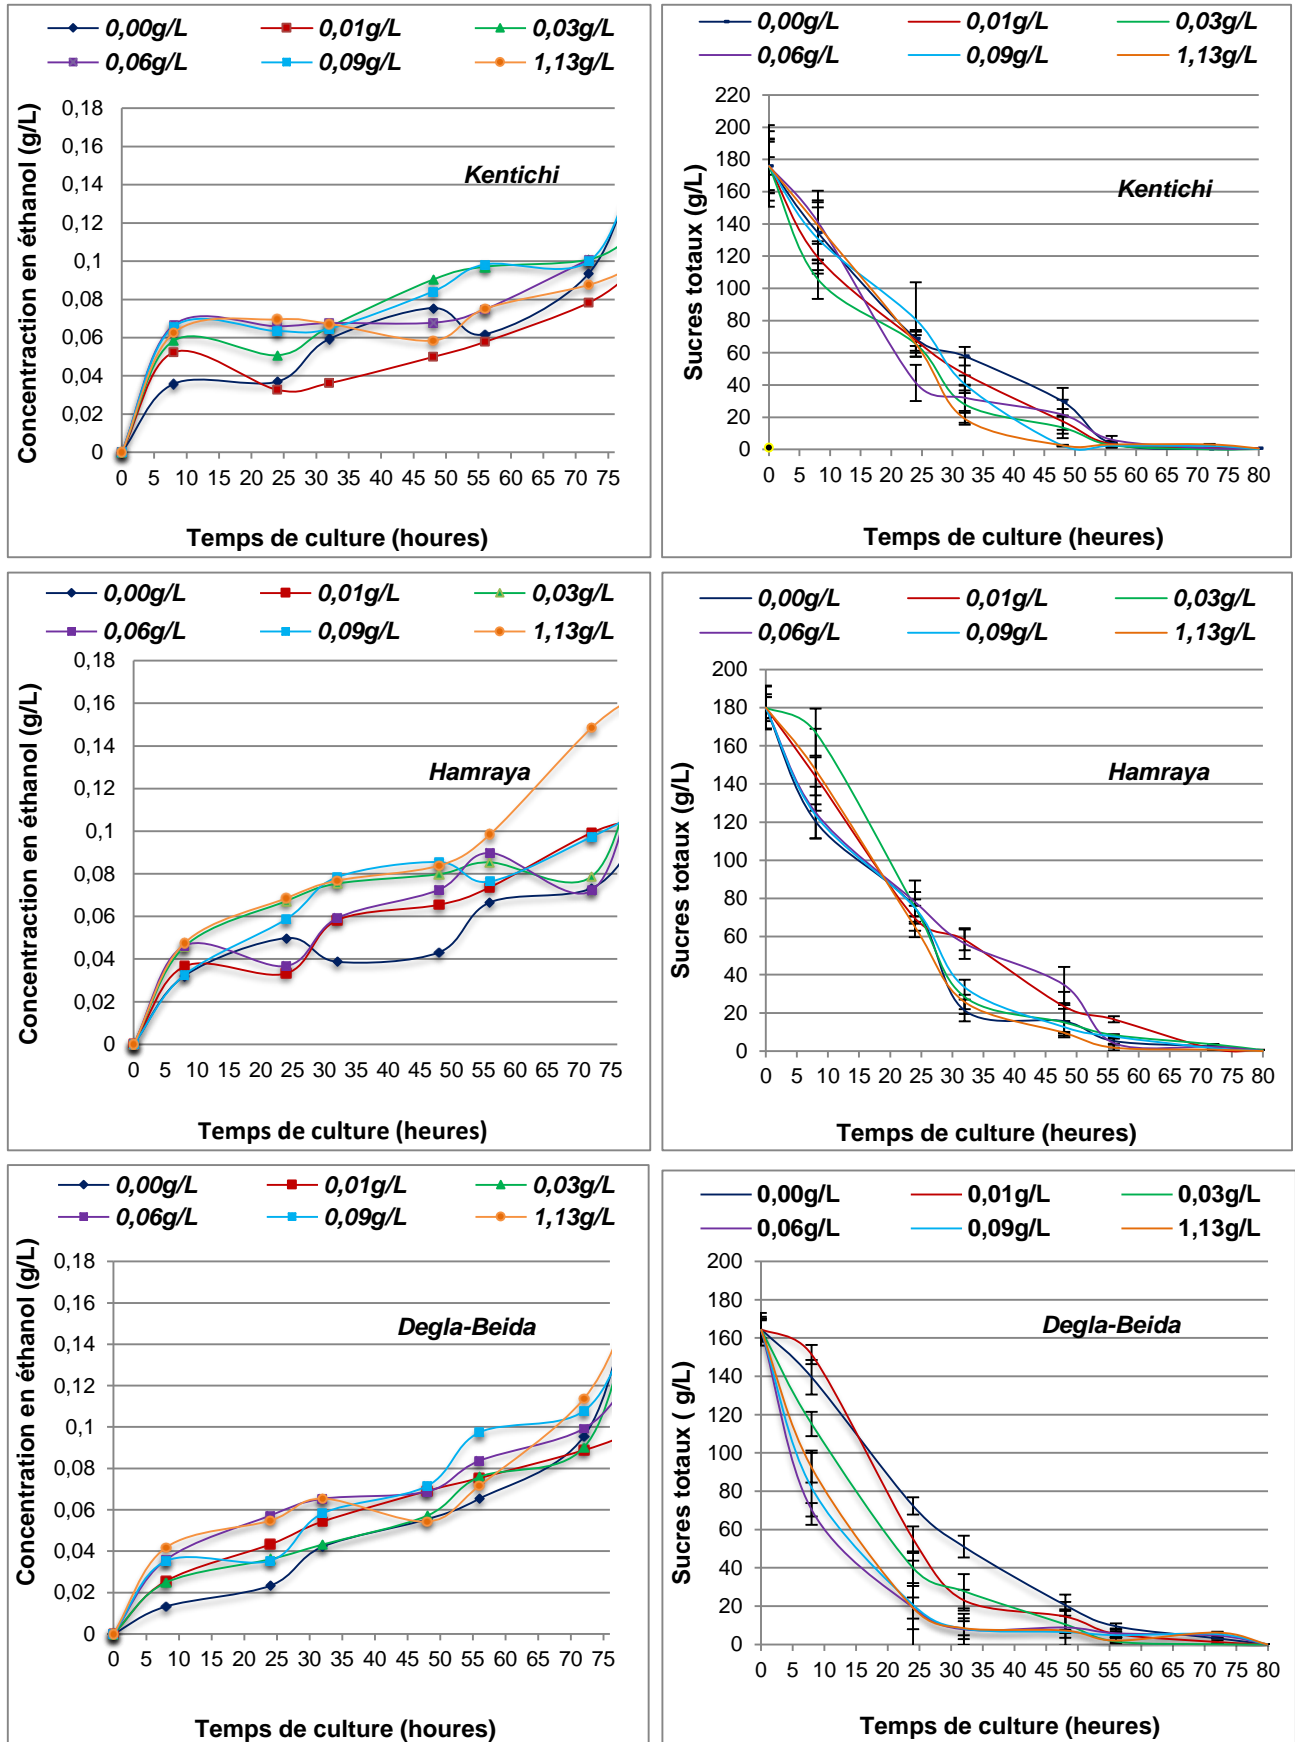 0,00g/L 0,01g/L 0,03g/L
0,06g/L 0,09g/L 1,13g/L
Concentraction en éthanol (g/L)
0,18
0,16
0,14
0,12
0,1
0,08
0,06
0,04
0,02
0
Kentichi
0 5 10 15 20 25 30 35 40 45 50 55 60 65 70 75
Temps de culture (houres)
0,00g/L 0,01g/L 0,03g/L
0,06g/L 0,09g/L 1,13g/L
Sucres totaux (g/L)
220
200
180
160
140
120
100
80
60
40
20
0
Kentichi
0 5 10 15 20 25 30 35 40 45 50 55 60 65 70 75 80
Temps de culture (heures)
0,00g/L 0,01g/L 0,03g/L
0,06g/L 0,09g/L 1,13g/L
Concentraction en éthanol (g/L)
0,18
0,16
0,14
0,12
0,1
0,08
0,06
0,04
0,02
0
Hamraya
0 5 10 15 20 25 30 35 40 45 50 55 60 65 70 75
Temps de culture (heures)
0,00g/L 0,01g/L 0,03g/L
0,06g/L 0,09g/L 1,13g/L
Sucres totaux (g/L)
200
180
160
140
120
100
80
60
40
20
0
Hamraya
0 5 10 15 20 25 30 35 40 45 50 55 60 65 70 75 80
Temps de culture (heures)
0,00g/L 0,01g/L 0,03g/L
0,06g/L 0,09g/L 1,13g/L
Concentration en éthanol (g/L)
0,18
0,16
0,14
0,12
0,1
0,08
0,06
0,04
0,02
0
Degla-Beida
0 5 10 15 20 25 30 35 40 45 50 55 60 65 70 75
Temps de culture (houres)
0,00g/L 0,01g/L 0,03g/L
0,06g/L 0,09g/L 1,13g/L
Sucres totaux ( g/L)
200
180
160
140
120
100
80
60
40
20
0
Degla-Beida
0 5 10 15 20 25 30 35 40 45 50 55 60 65 70 75 80
Temps de culture (heures)